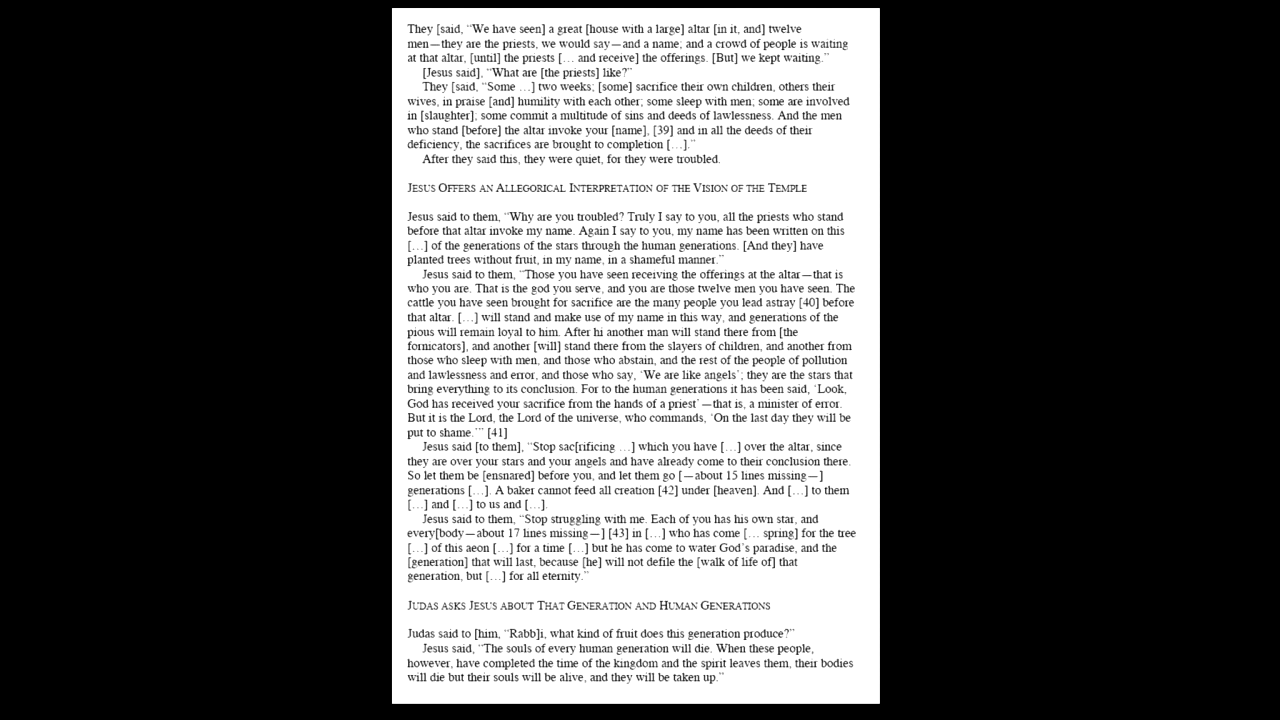 They [said, “We have seen] a great [house with a large] altar [in it, and] twelve
men—they are the priests, we would say—and a name; and a crowd of people is waiting
at that altar, [until] the priests [… and receive] the offerings. [But] we kept waiting.”
[Jesus said], “What are [the priests] like?”
They [said, “Some …] two weeks; [some] sacrifice their own children, others their
wives, in praise [and] humility with each other; some sleep with men; some are involved
in [slaughter]; some commit a multitude of sins and deeds of lawlessness. And the men
who stand [before] the altar invoke your [name], [39] and in all the deeds of their
deficiency, the sacrifices are brought to completion […].”
After they said this, they were quiet, for they were troubled.
JESUS OFFERS AN ALLEGORICAL INTERPRETATION OF THE VISION OF THE TEMPLE
Jesus said to them, “Why are you troubled? Truly I say to you, all the priests who stand
before that altar invoke my name. Again I say to you, my name has been written on this
[…] of the generations of the stars through the human generations. [And they] have
planted trees without fruit, in my name, in a shameful manner.”
Jesus said to them, “Those you have seen receiving the offerings at the altar—that is
who you are. That is the god you serve, and you are those twelve men you have seen. The
cattle you have seen brought for sacrifice are the many people you lead astray [40] before
that altar. […] will stand and make use of my name in this way, and generations of the
pious will remain loyal to him. After hi another man will stand there from [the
fornicators], and another [will] stand there from the slayers of children, and another from
those who sleep with men, and those who abstain, and the rest of the people of pollution
and lawlessness and error, and those who say, ‘We are like angels’; they are the stars that
bring everything to its conclusion. For to the human generations it has been said, ‘Look,
God has received your sacrifice from the hands of a priest’—that is, a minister of error.
But it is the Lord, the Lord of the universe, who commands, ‘On the last day they will be
put to shame.’” [41]
Jesus said [to them], “Stop sac[rificing …] which you have […] over the altar, since
they are over your stars and your angels and have already come to their conclusion there.
So let them be [ensnared] before you, and let them go [—about 15 lines missing—]
generations […]. A baker cannot feed all creation [42] under [heaven]. And […] to them
[…] and […] to us and […].
Jesus said to them, “Stop struggling with me. Each of you has his own star, and
every[body—about 17 lines missing—] [43] in […] who has come [… spring] for the tree
[…] of this aeon […] for a time […] but he has come to water God’s paradise, and the
[generation] that will last, because [he] will not defile the [walk of life of] that
generation, but […] for all eternity.”
JUDAS ASKS JESUS ABOUT THAT GENERATION AND HUMAN GENERATIONS
Judas said to [him, “Rabb]i, what kind of fruit does this generation produce?”
Jesus said, “The souls of every human generation will die. When these people,
however, have completed the time of the kingdom and the spirit leaves them, their bodies
will die but their souls will be alive, and they will be taken up.”